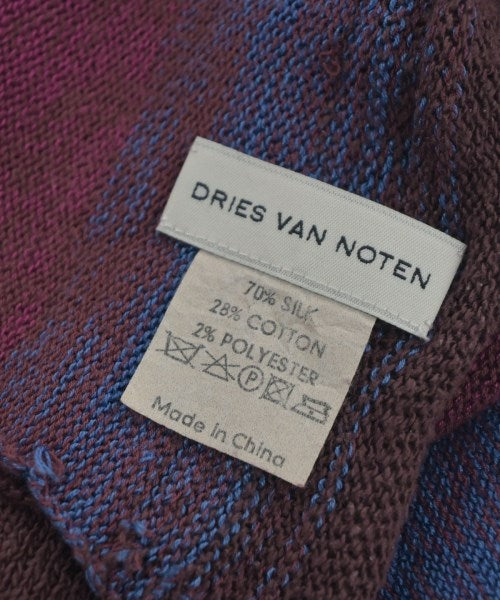 DRIES VAN NOTEN
70% SILK
28% COTTON
2% POLYESTER
P
Made in China